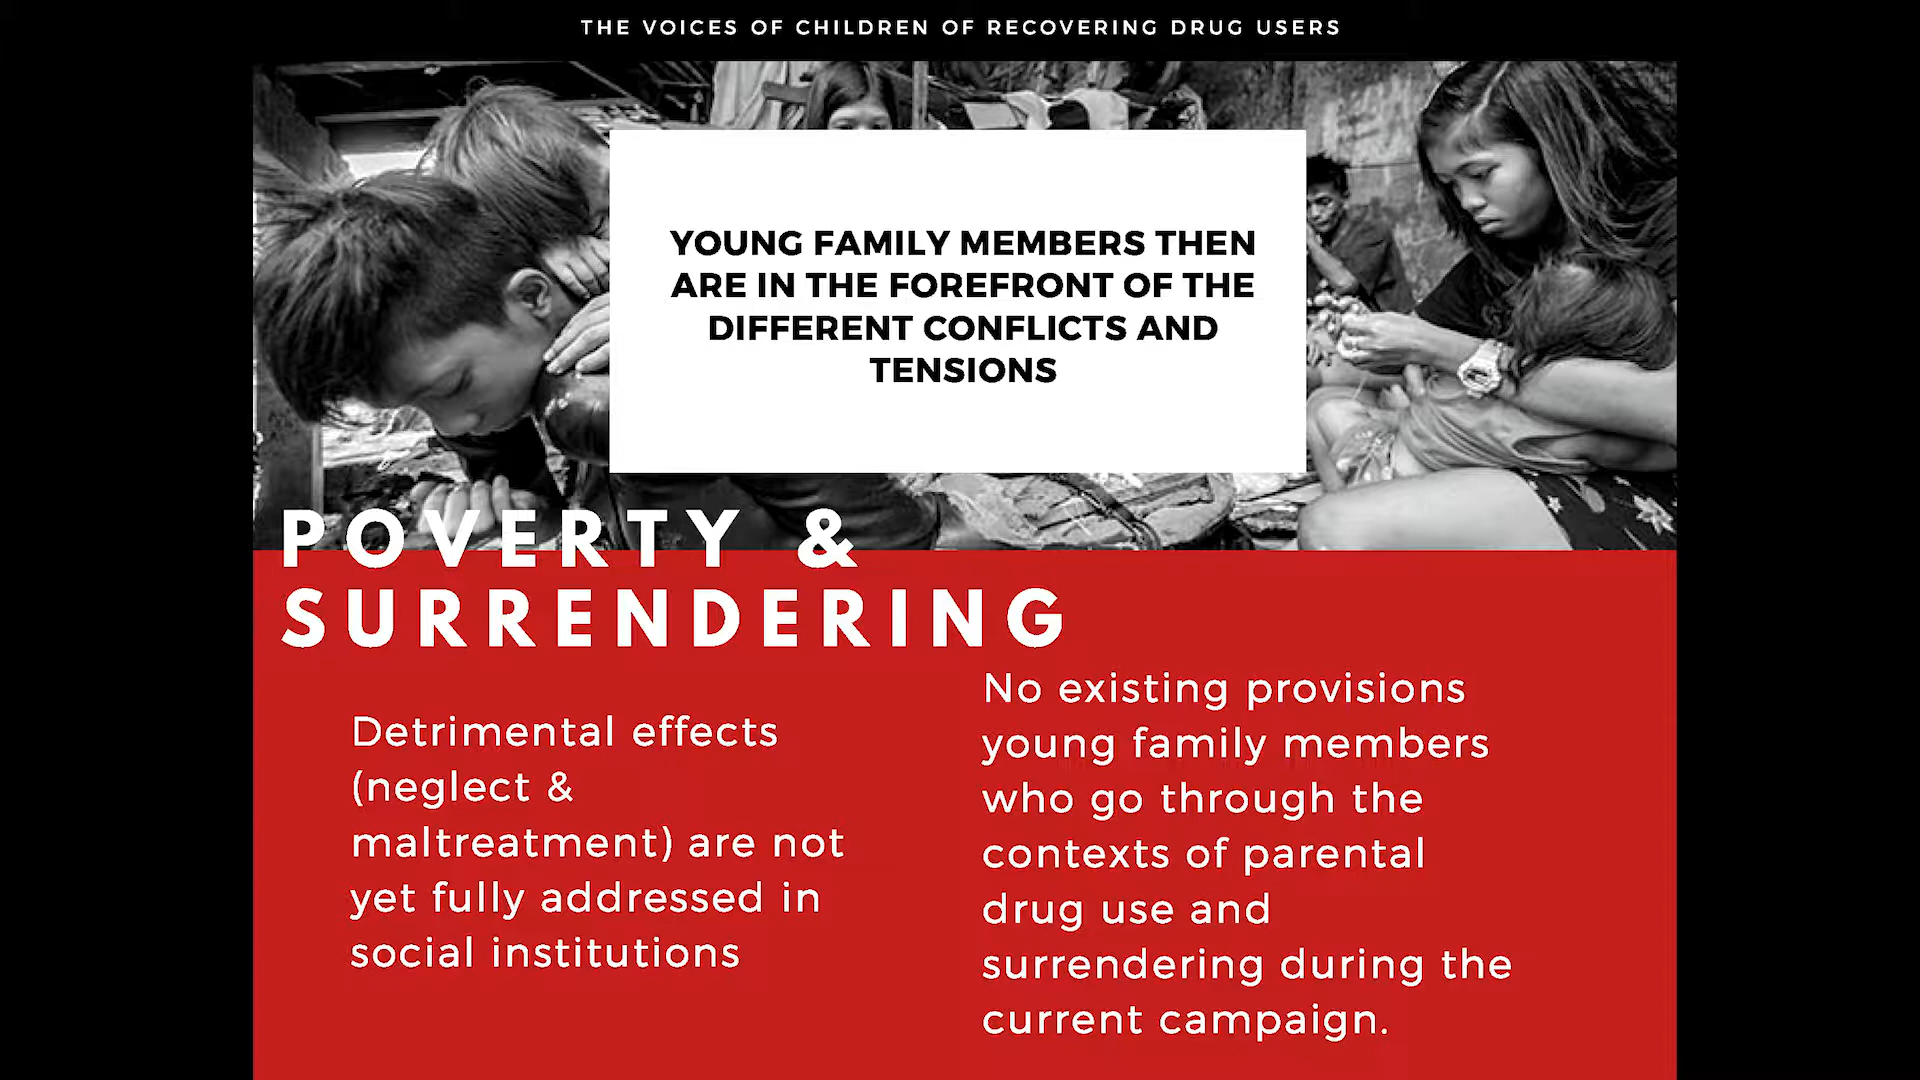 THE VOICES OF CHILDREN OF RECOVERING DRUG USERS
YOUNG FAMILY MEMBERS THEN
ARE IN THE FOREFRONT OF THE
DIFFERENT CONFLICTS AND
TENSIONS
POVERTY &
SURRENDERING
Detrimental effects
(neglect &
maltreatment) are not
yet fully addressed in
social institutions
No existing provisions
young family members
who go through the
contexts of parental
drug use and
surrendering during the
current campaign.